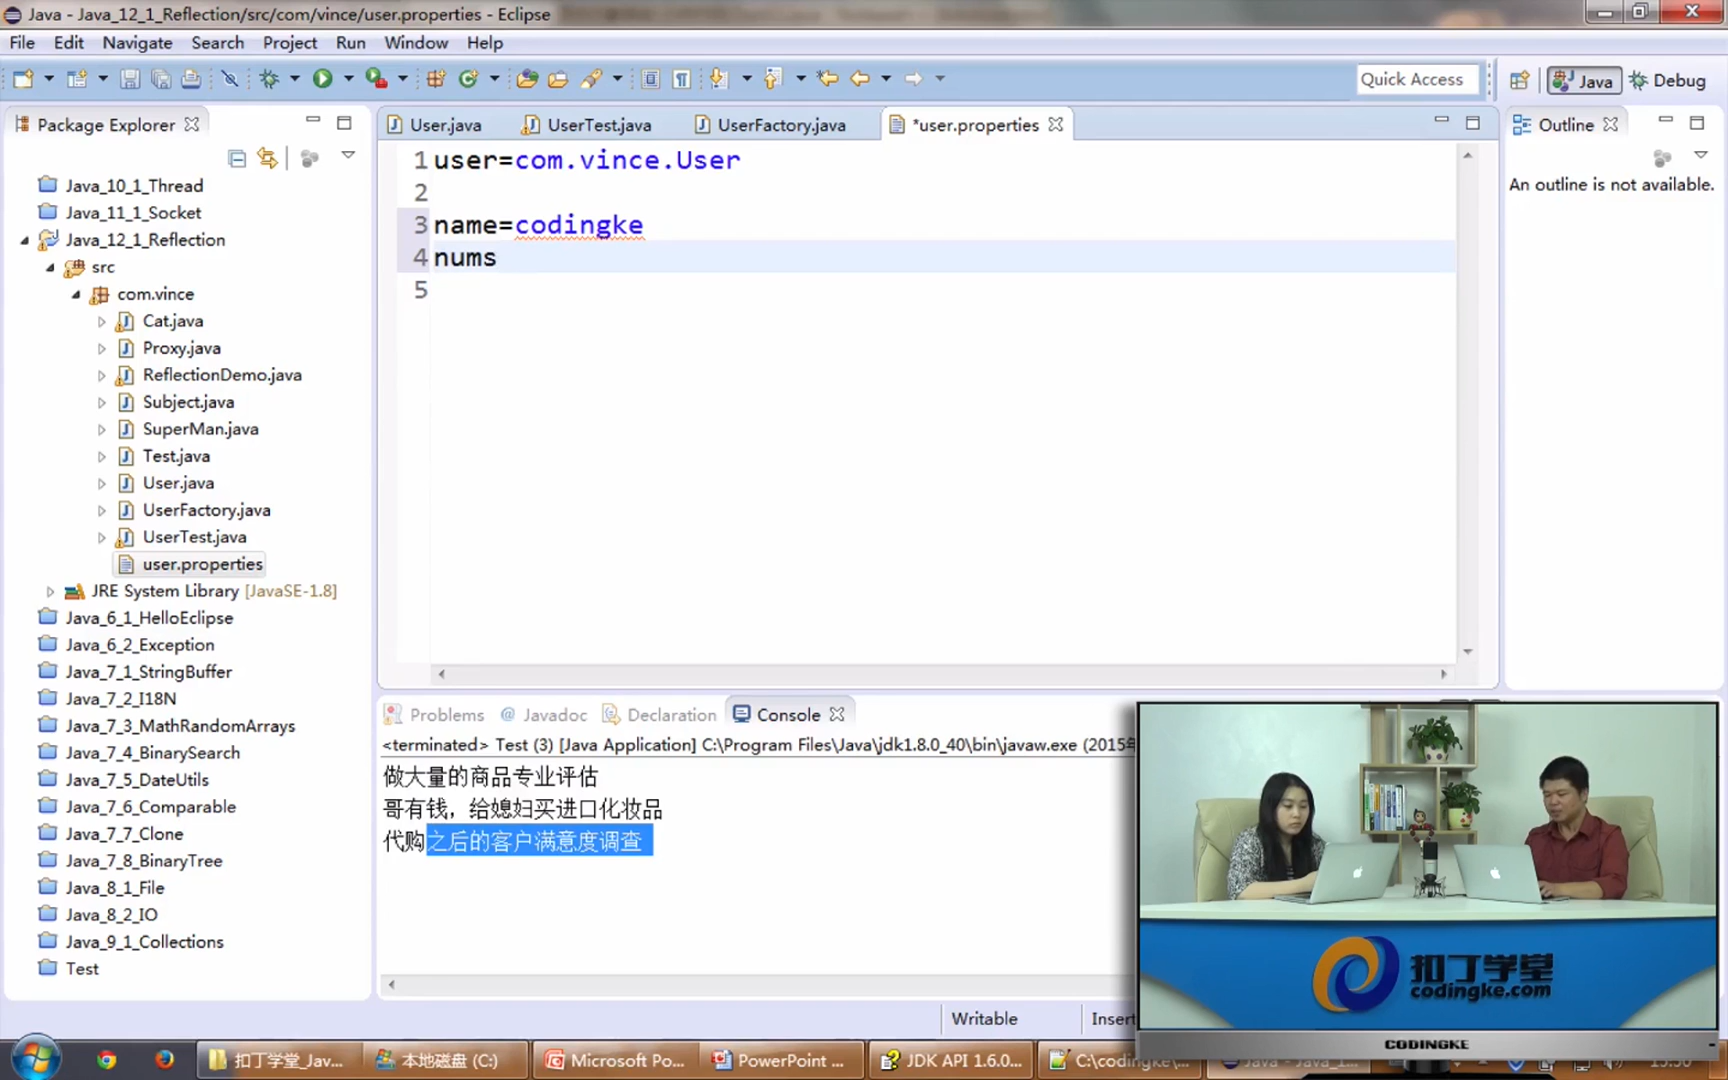 Java - Java_12_1_Reflection/src/com/vince/user.properties - Eclipse
File Edit Navigate Search Project Run Window Help
Quick Access
Java
Debug
Package Explorer
User.java
UserTest.java
UserFactory.java
*user.properties
Outline
An outline is not available.
Java_10_1_Thread
Java_11_1_Socket
Java_12_1_Reflection
src
com.vince
Cat.java
Proxy.java
ReflectionDemo.java
Subject.java
SuperMan.java
Test.java
User.java
UserFactory.java
UserTest.java
user.properties
JRE System Library [JavaSE-1.8]
Java_6_1_HelloEclipse
Java_6_2_Exception
Java_7_1_StringBuffer
Java_7_2_I18N
Java_7_3_MathRandomArrays
Java_7_4_BinarySearch
Java_7_5_DateUtils
Java_7_6_Comparable
Java_7_7_Clone
Java_7_8_BinaryTree
Java_8_1_File
Java_8_2_IO
Java_9_1_Collections
Test
1 user=com.vince.User
2
3 name=codingke
4 nums
5
Problems @ Javadoc Declaration Console
<terminated> Test (3) [Java Application] C:\Program Files\Java\jdk1.8.0_40\bin\javaw.exe (2015年
做大量的商品专业评估
哥有钱，给媳妇买进口化妆品
代购之后的客户满意度调查
扣丁学堂
codingke.com
CODINGKE
Writable
Insert
扣丁学堂_Jav...
本地磁盘 (C:)
Microsoft Po...
PowerPoint ...
JDK API 1.6.0...
C:\codingke\...
Java - Java_1...